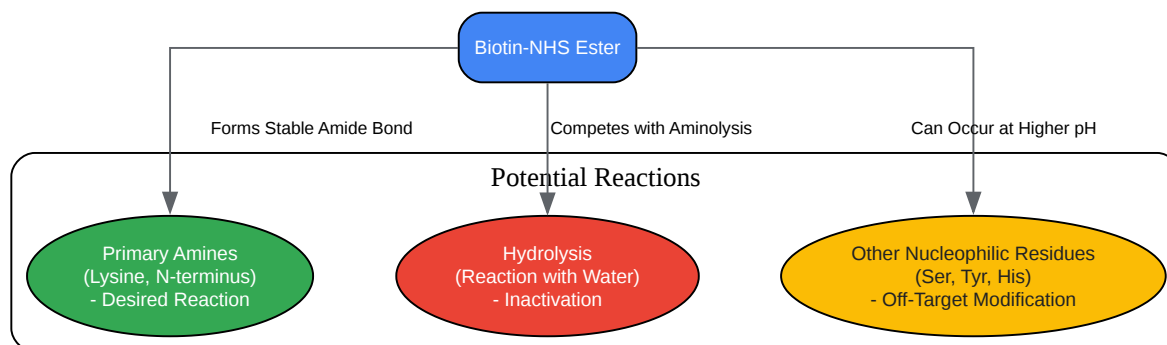 Biotin-NHS Ester
Forms Stable Amide Bond
Competes with Aminolysis
Can Occur at Higher pH
Potential Reactions
Primary Amines
(Lysine, N-terminus)
- Desired Reaction
Hydrolysis
(Reaction with Water)
- Inactivation
Other Nucleophilic Residues
(Ser, Tyr, His)
- Off-Target Modification